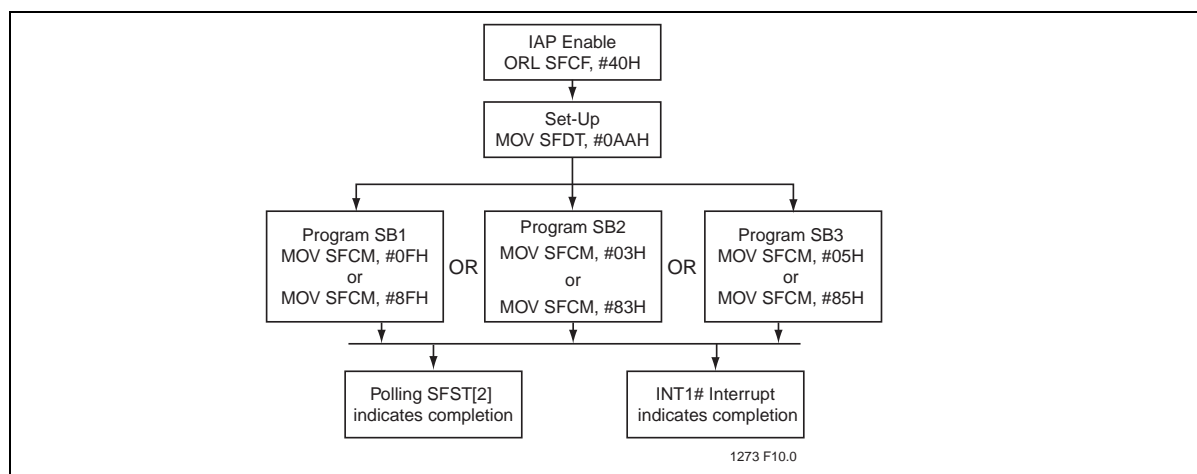 IAP Enable
ORL SFCF, #40H
Set-Up
MOV SFDT, #0AAH
Program SB1
MOV SFCM, #0FH
or
MOV SFCM, #8FH
OR
Program SB2
MOV SFCM, #03H
or
MOV SFCM, #83H
OR
Program SB3
MOV SFCM, #05H
or
MOV SFCM, #85H
Polling SFST[2]
indicates completion
INT1# Interrupt
indicates completion
1273 F10.0